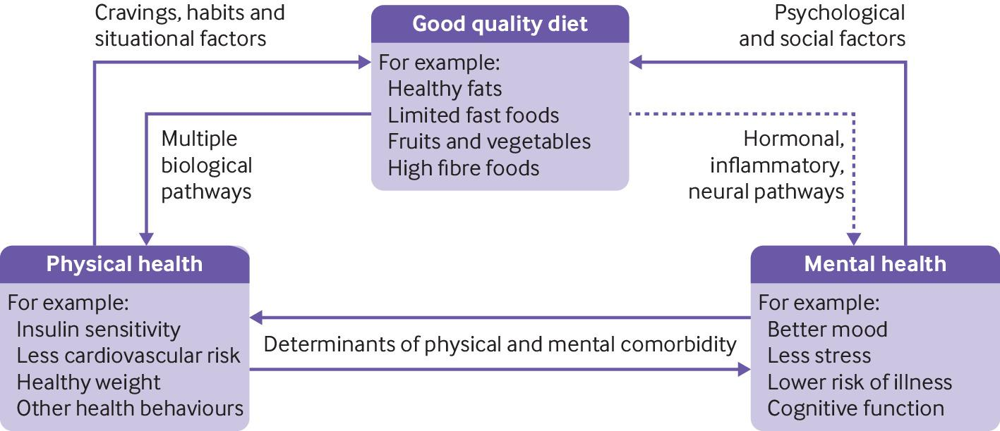 Cravings, habits and
situational factors
Good quality diet
For example:
Healthy fats
Limited fast foods
Fruits and vegetables
High fibre foods
Psychological
and social factors
Multiple
biological
pathways
Hormonal,
inflammatory,
neural pathways
Physical health
For example:
Insulin sensitivity
Less cardiovascular risk
Healthy weight
Other health behaviours
Determinants of physical and mental comorbidity
Mental health
For example:
Better mood
Less stress
Lower risk of illness
Cognitive function